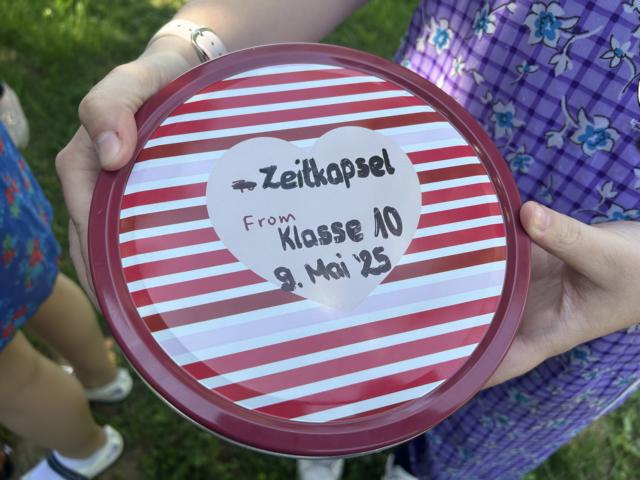 Zeitkapsel
From
Klasse 10
9. Mai '25